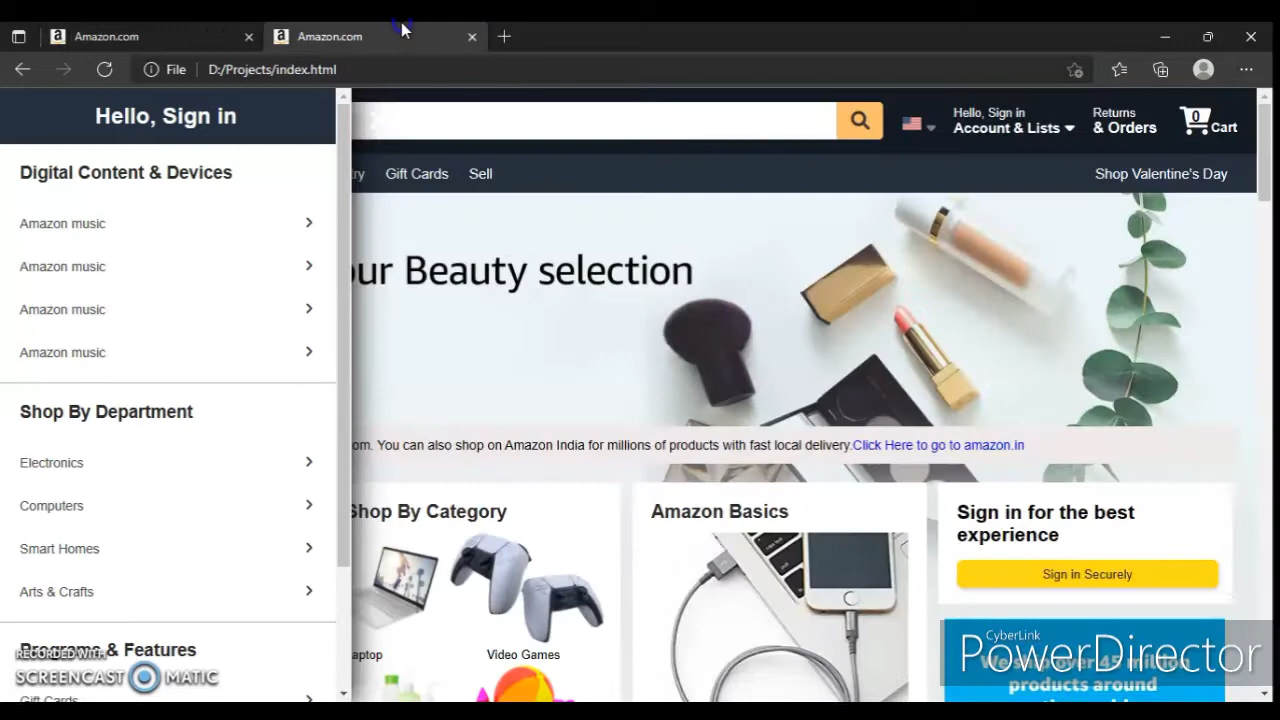 Amazon.com
Amazon.com
File
D:/Projects/index.html
Hello, Sign in
Hello, Sign in
Account & Lists
Returns
& Orders
0
Cart
Digital Content & Devices
Gift Cards
Sell
Shop Valentine's Day
Amazon music
Amazon music
Amazon music
Amazon music
our Beauty selection
om. You can also shop on Amazon India for millions of products with fast local delivery.Click Here to go to amazon.in
Shop By Department
Electronics
Computers
Smart Homes
Arts & Crafts
Programs & Features
Gift Cards
Shop By Category
aptop
Video Games
Amazon Basics
Sign in for the best
experience
Sign in Securely
We ship over 45 million
products around
RECORDED WITH
SCREENCAST MATIC
CyberLink
PowerDirector